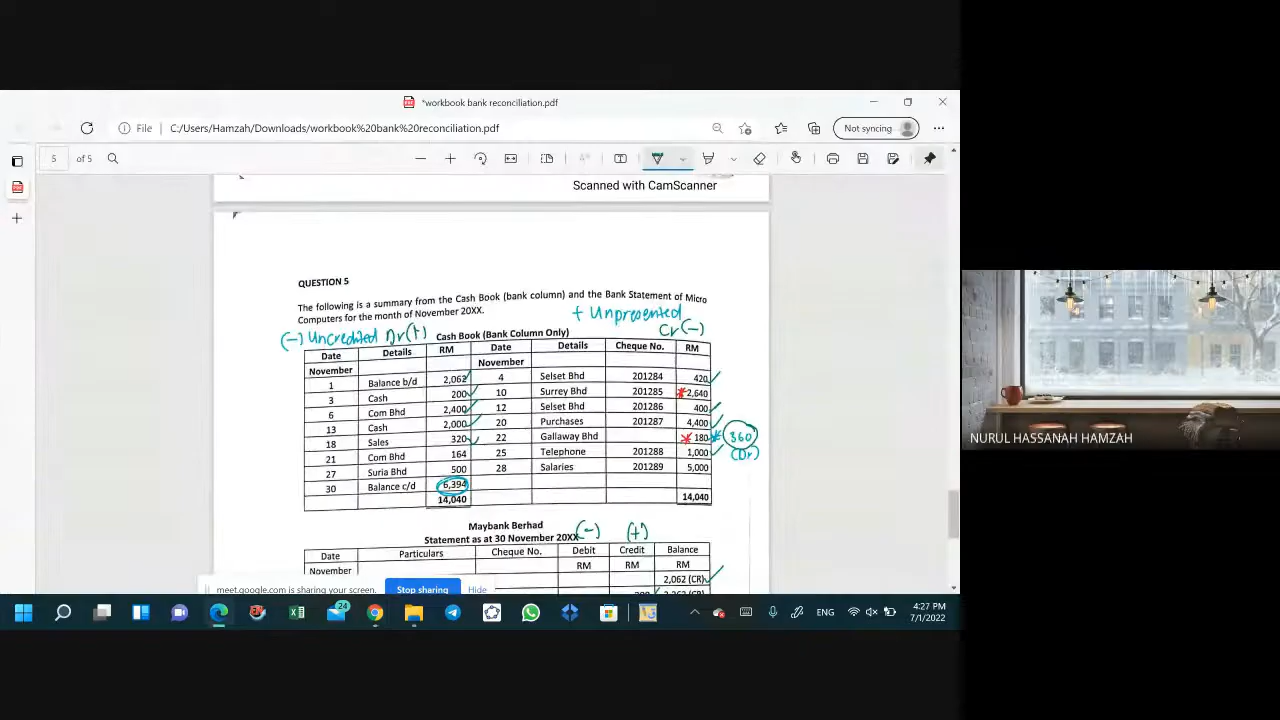 *workbook bank reconciliation.pdf
File C:/Users/Hamzah/Downloads/workbook%20bank%20reconciliation.pdf Not syncing
5 of 5
Scanned with CamScanner
QUESTION 5
The following is a summary from the Cash Book (bank column) and the Bank Statement of Micro
Computers for the month of November 20XX.
+ Unpresented
(-) Uncredited Dr(+) Cr(-)
Cash Book (Bank Column Only)
Date Details RM Date Details Cheque No. RM
November November
1 Balance b/d 2,062 4 Selset Bhd 201284 420
3 Cash 200 10 Surrey Bhd 201285 2,640
6 Com Bhd 2,400 12 Selset Bhd 201286 400
13 Cash 2,000 20 Purchases 201287 4,400
18 Sales 320 22 Gallaway Bhd 180 360
21 Com Bhd 164 25 Telephone 201288 1,000 (Dr)
27 Suria Bhd 500 28 Salaries 201289 5,000
30 Balance c/d 6,394
14,040 14,040
Maybank Berhad
Statement as at 30 November 20XX (-) (+)
Date Particulars Cheque No. Debit Credit Balance
November RM RM RM
2,062 (CR)
meet.google.com is sharing your screen. Stop sharing Hide
NURUL HASSANAH HAMZAH
24
ENG
4:27 PM
7/1/2022